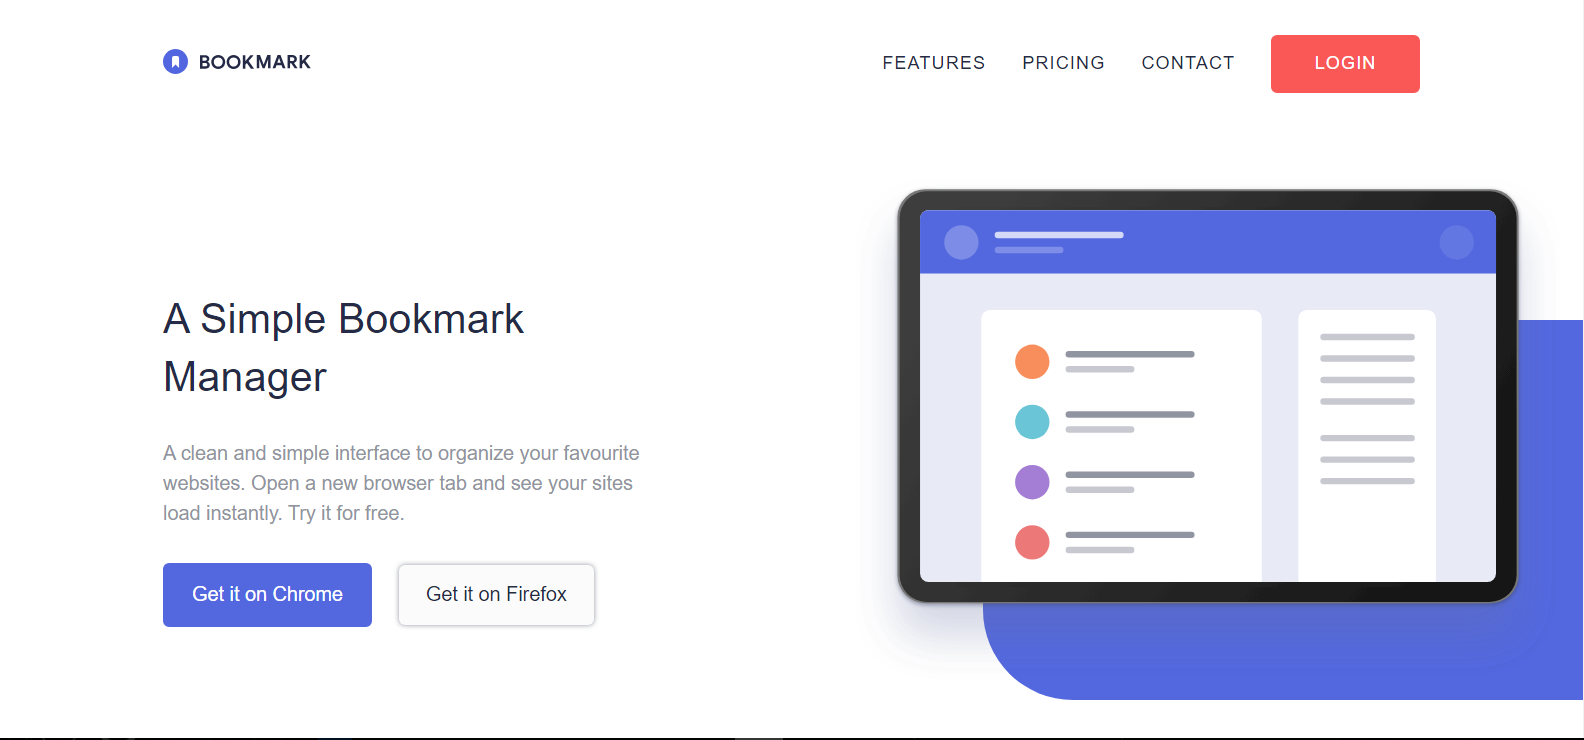 BOOKMARK
FEATURES PRICING CONTACT LOGIN
A Simple Bookmark
Manager
A clean and simple interface to organize your favourite
websites. Open a new browser tab and see your sites
load instantly. Try it for free.
Get it on Chrome Get it on Firefox